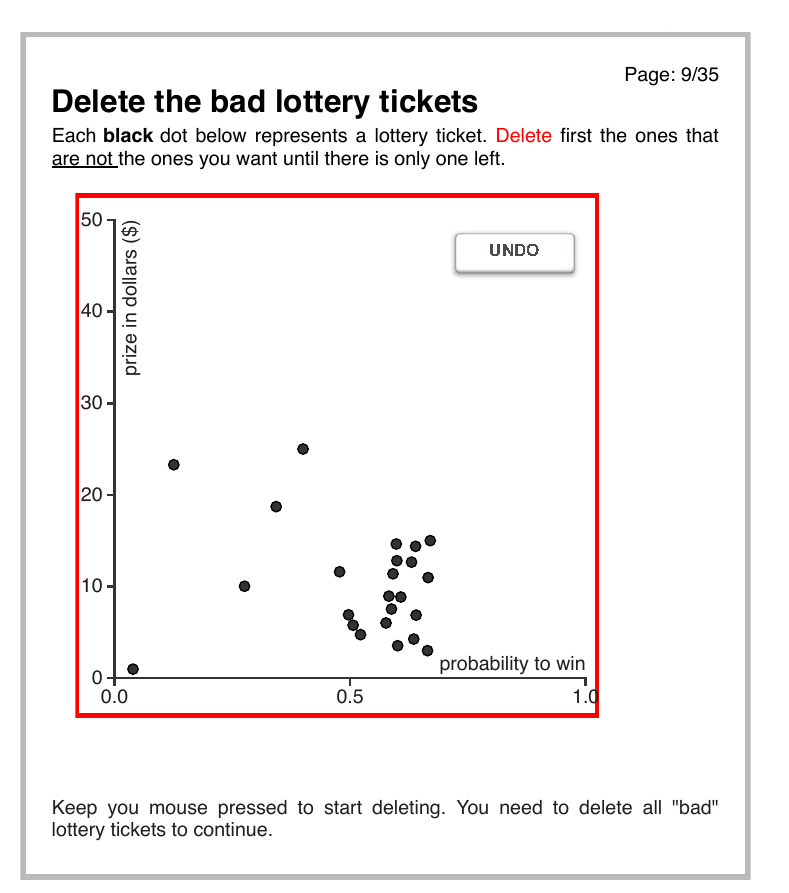 Page: 9/35
Delete the bad lottery tickets
Each black dot below represents a lottery ticket. Delete first the ones that
are not the ones you want until there is only one left.
50
prize in dollars ($)
UNDO
40
30
20
10
probability to win
0
0.0
0.5
1.0
Keep you mouse pressed to start deleting. You need to delete all "bad"
lottery tickets to continue.